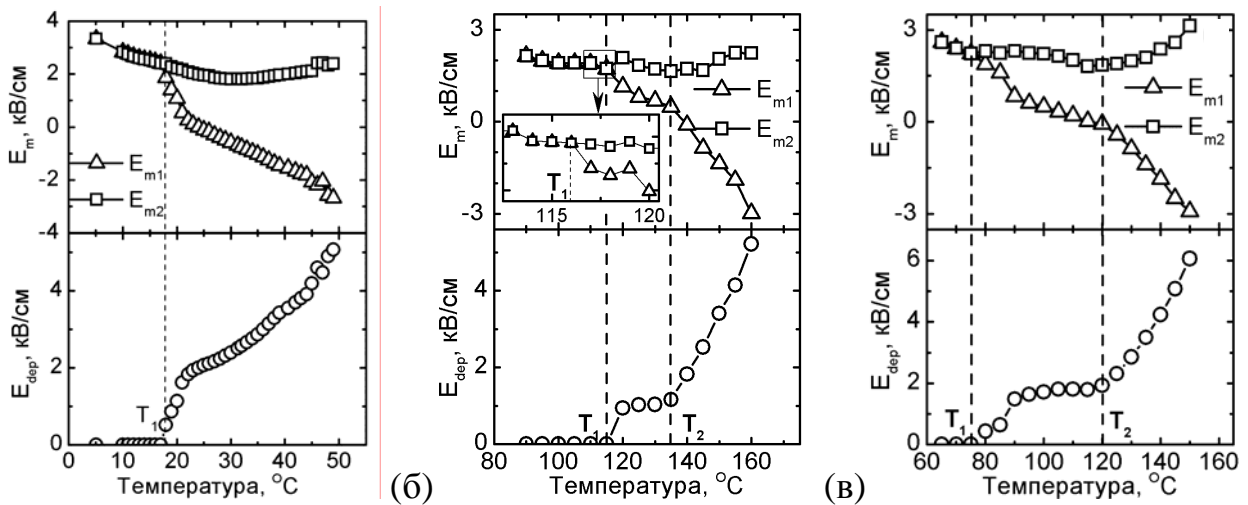 4
2
0
-2
-4
E_m, кВ/см
E_m1
E_m2
4
2
0
E_dep, кВ/см
T_1
0 10 20 30 40 50
Температура, °C
(б)
3
0
-3
E_m, кВ/см
E_m1
E_m2
T_1
115 120
4
2
0
E_dep, кВ/см
T_1
T_2
80 100 120 140 160
Температура, °C
(в)
3
0
-3
E_m, кВ/см
E_m1
E_m2
6
4
2
0
E_dep, кВ/см
T_1
T_2
60 80 100 120 140 160
Температура, °C